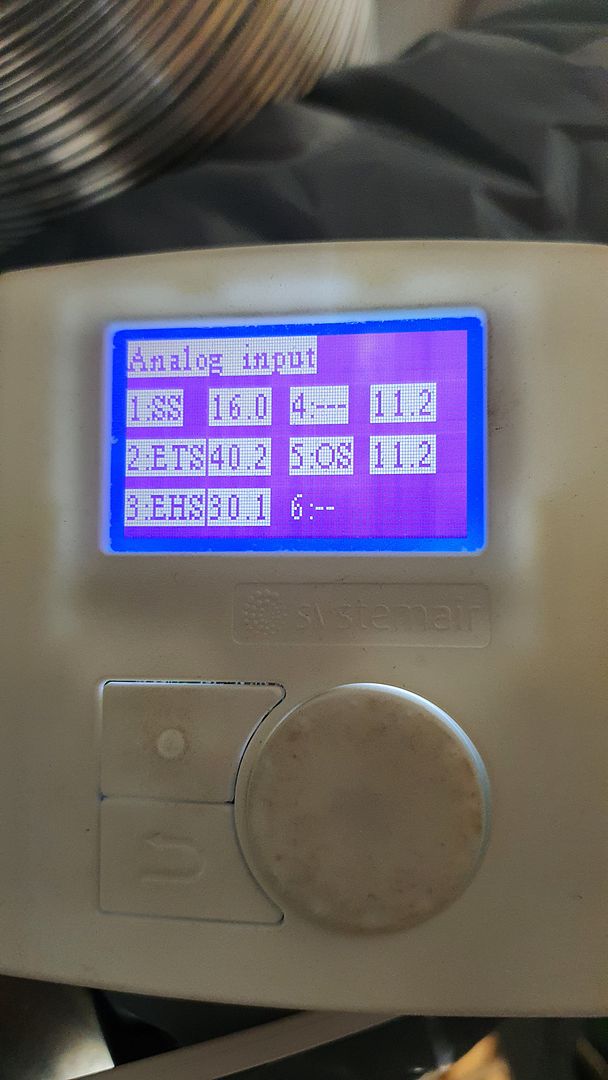 Analog input
1:SS 16.0 4:--- 11.2
2:ETS 40.2 5:OS 11.2
3:EHS 30.1 6:--
systemair